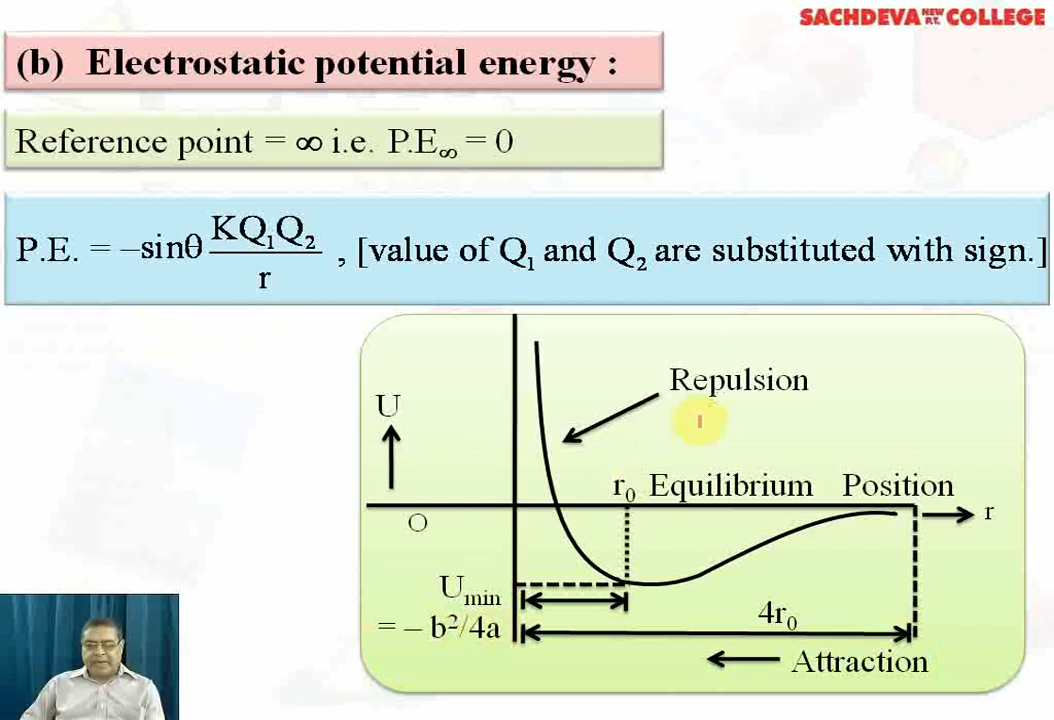 SACHDEVA NEW P.T. COLLEGE
(b) Electrostatic potential energy :
Reference point = ∞ i.e. P.E∞ = 0
P.E. = –sinθ KQ₁Q₂/r , [value of Q₁ and Q₂ are substituted with sign.]
Repulsion
U
r₀ Equilibrium Position
r
O
Umin
= – b²/4a
4r₀
Attraction